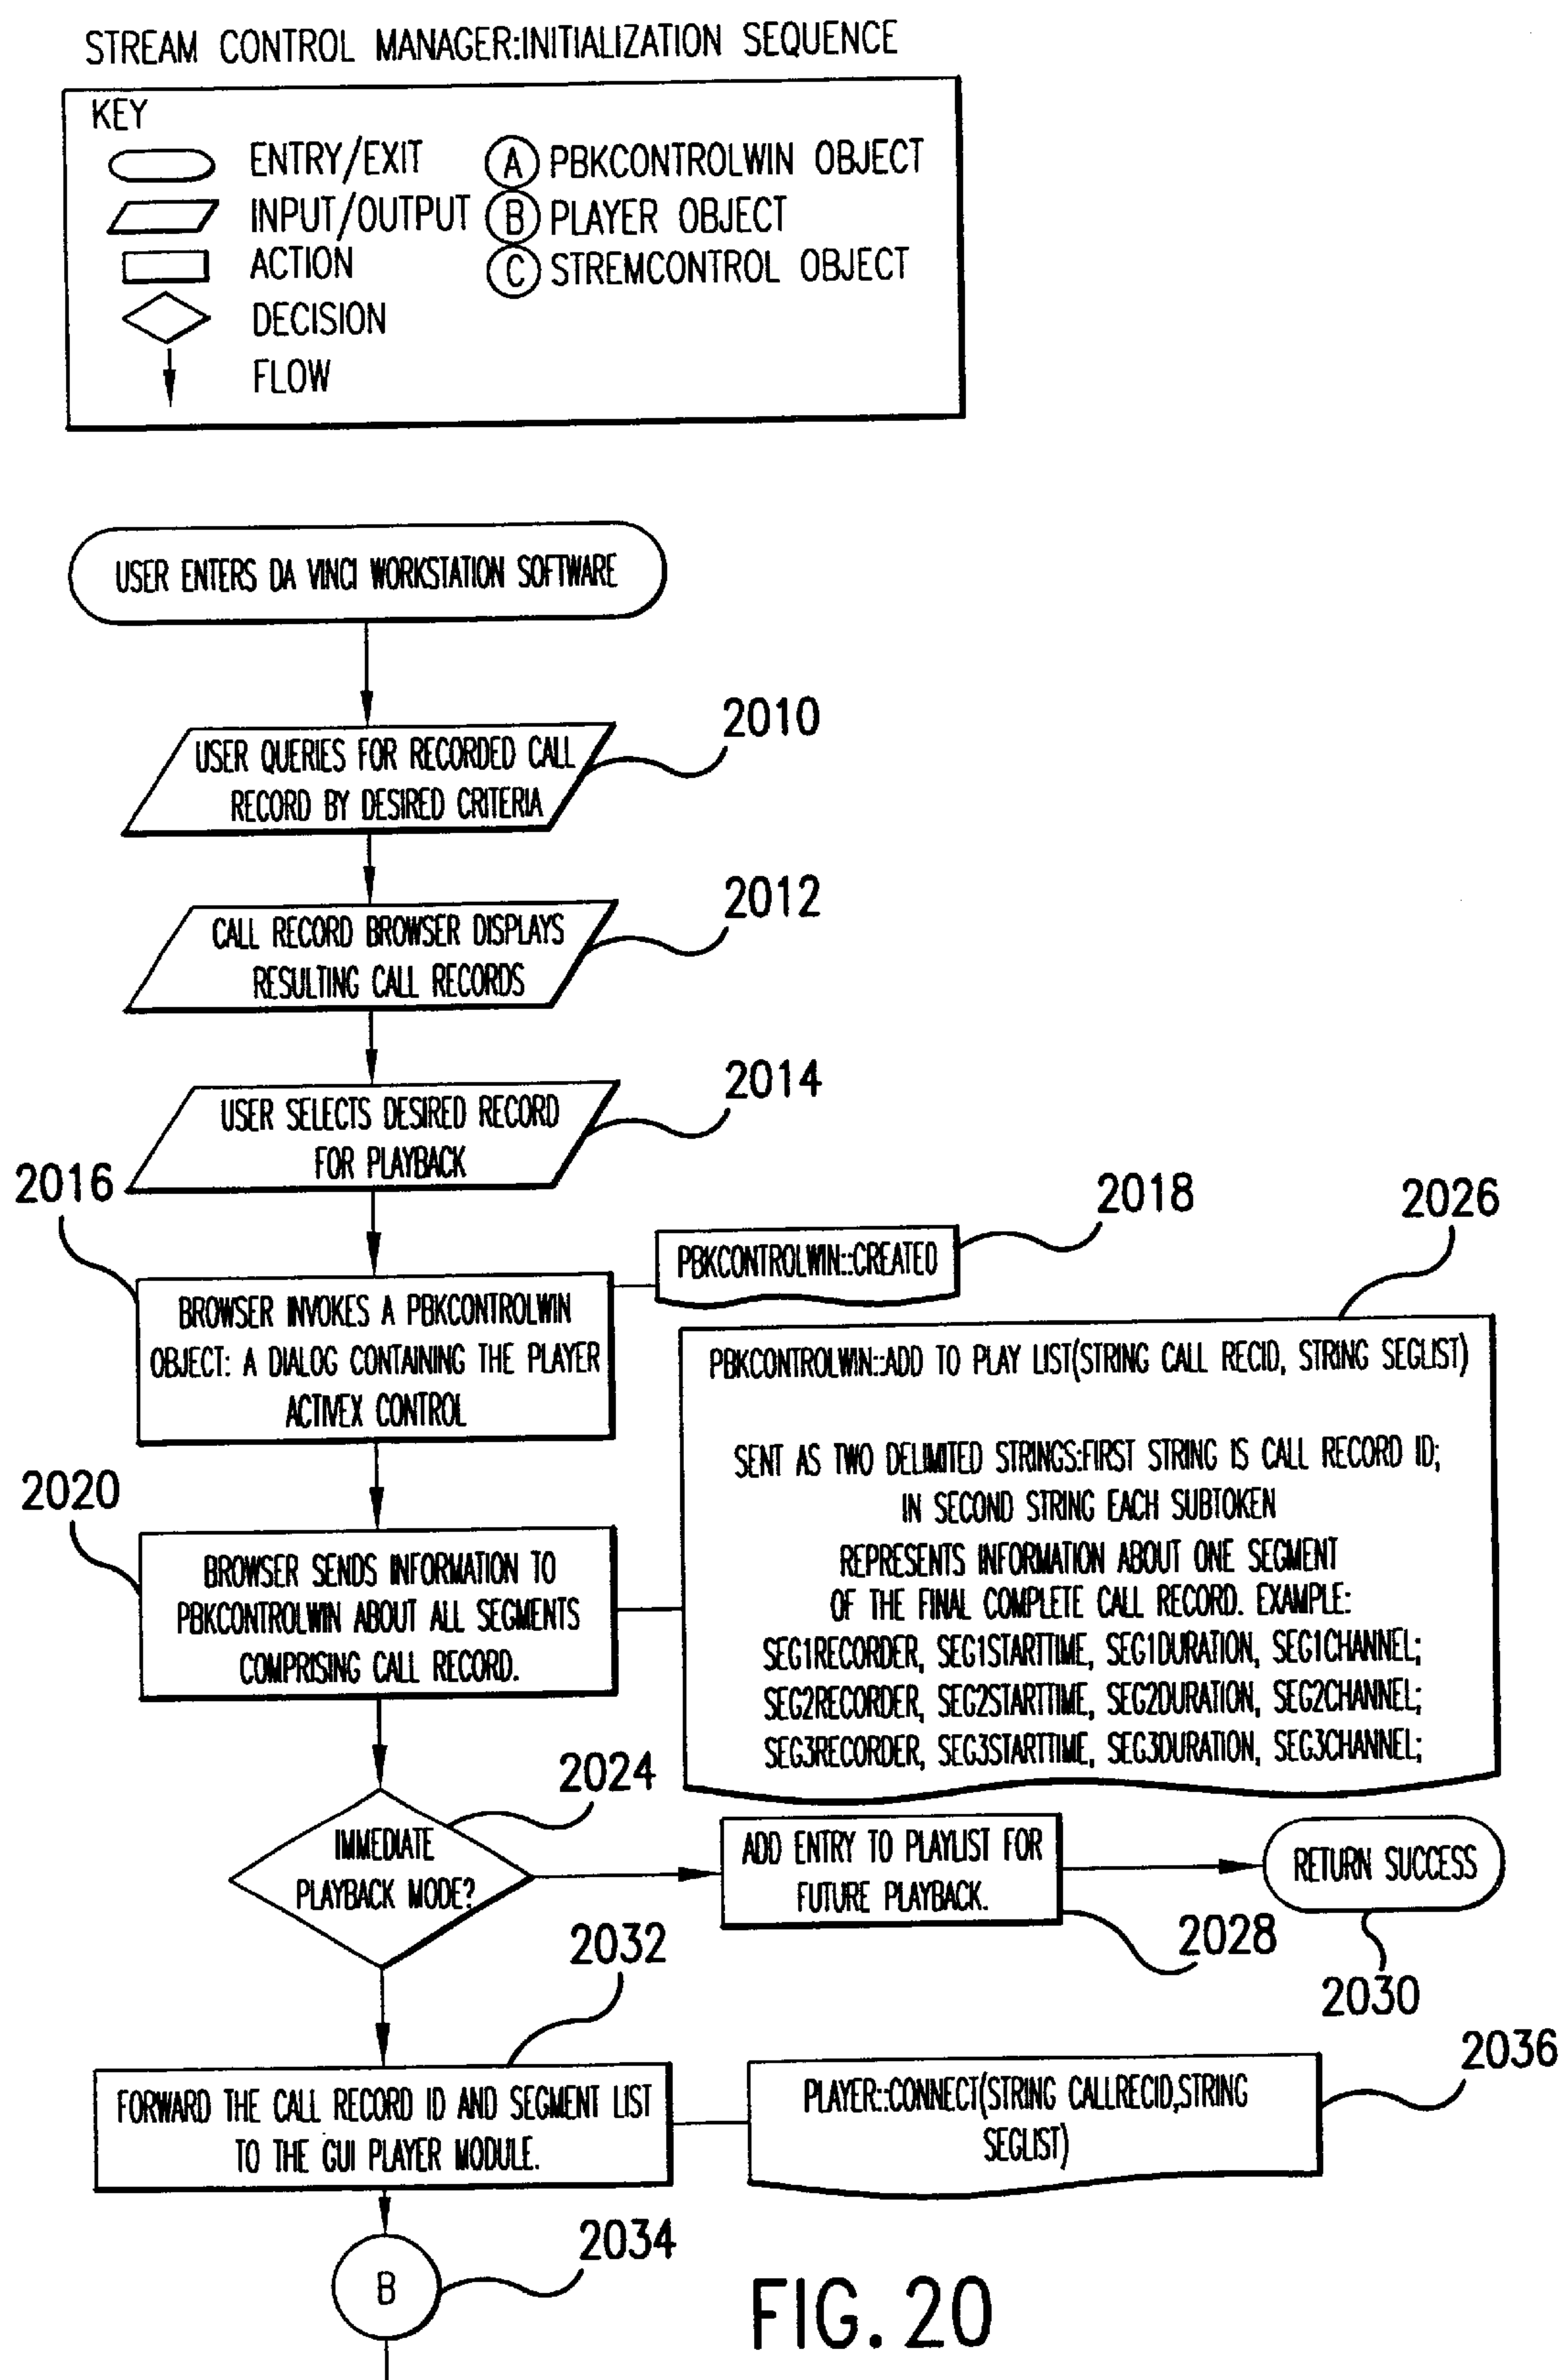 STREAM CONTROL MANAGER:INITIALIZATION SEQUENCE
KEY
ENTRY/EXIT
INPUT/OUTPUT
ACTION
DECISION
FLOW
A PBKCONTROLWIN OBJECT
B PLAYER OBJECT
C STREMCONTROL OBJECT
USER ENTERS DA VINCI WORKSTATION SOFTWARE
2010
USER QUERIES FOR RECORDED CALL
RECORD BY DESIRED CRITERIA
2012
CALL RECORD BROWSER DISPLAYS
RESULTING CALL RECORDS
2014
USER SELECTS DESIRED RECORD
FOR PLAYBACK
2016
BROWSER INVOKES A PBKCONTROLWIN
OBJECT: A DIALOG CONTAINING THE PLAYER
ACTIVEX CONTROL
2018
PBKCONTROLWIN::CREATED
2020
BROWSER SENDS INFORMATION TO
PBKCONTROLWIN ABOUT ALL SEGMENTS
COMPRISING CALL RECORD.
2026
PBKCONTROLWIN::ADD TO PLAY LIST(STRING CALL RECID, STRING SEGLIST)
SENT AS TWO DELIMITED STRINGS:FIRST STRING IS CALL RECORD ID;
IN SECOND STRING EACH SUBTOKEN
REPRESENTS INFORMATION ABOUT ONE SEGMENT
OF THE FINAL COMPLETE CALL RECORD. EXAMPLE:
SEG1RECORDER, SEG1STARTTIME, SEG1DURATION, SEG1CHANNEL;
SEG2RECORDER, SEG2STARTTIME, SEG2DURATION, SEG2CHANNEL;
SEG3RECORDER, SEG3STARTTIME, SEG3DURATION, SEG3CHANNEL;
2024
IMMEDIATE
PLAYBACK MODE?
ADD ENTRY TO PLAYLIST FOR
FUTURE PLAYBACK.
2028
RETURN SUCCESS
2030
2032
FORWARD THE CALL RECORD ID AND SEGMENT LIST
TO THE GUI PLAYER MODULE.
2036
PLAYER::CONNECT(STRING CALLRECID,STRING
SEGLIST)
B
2034
FIG. 20